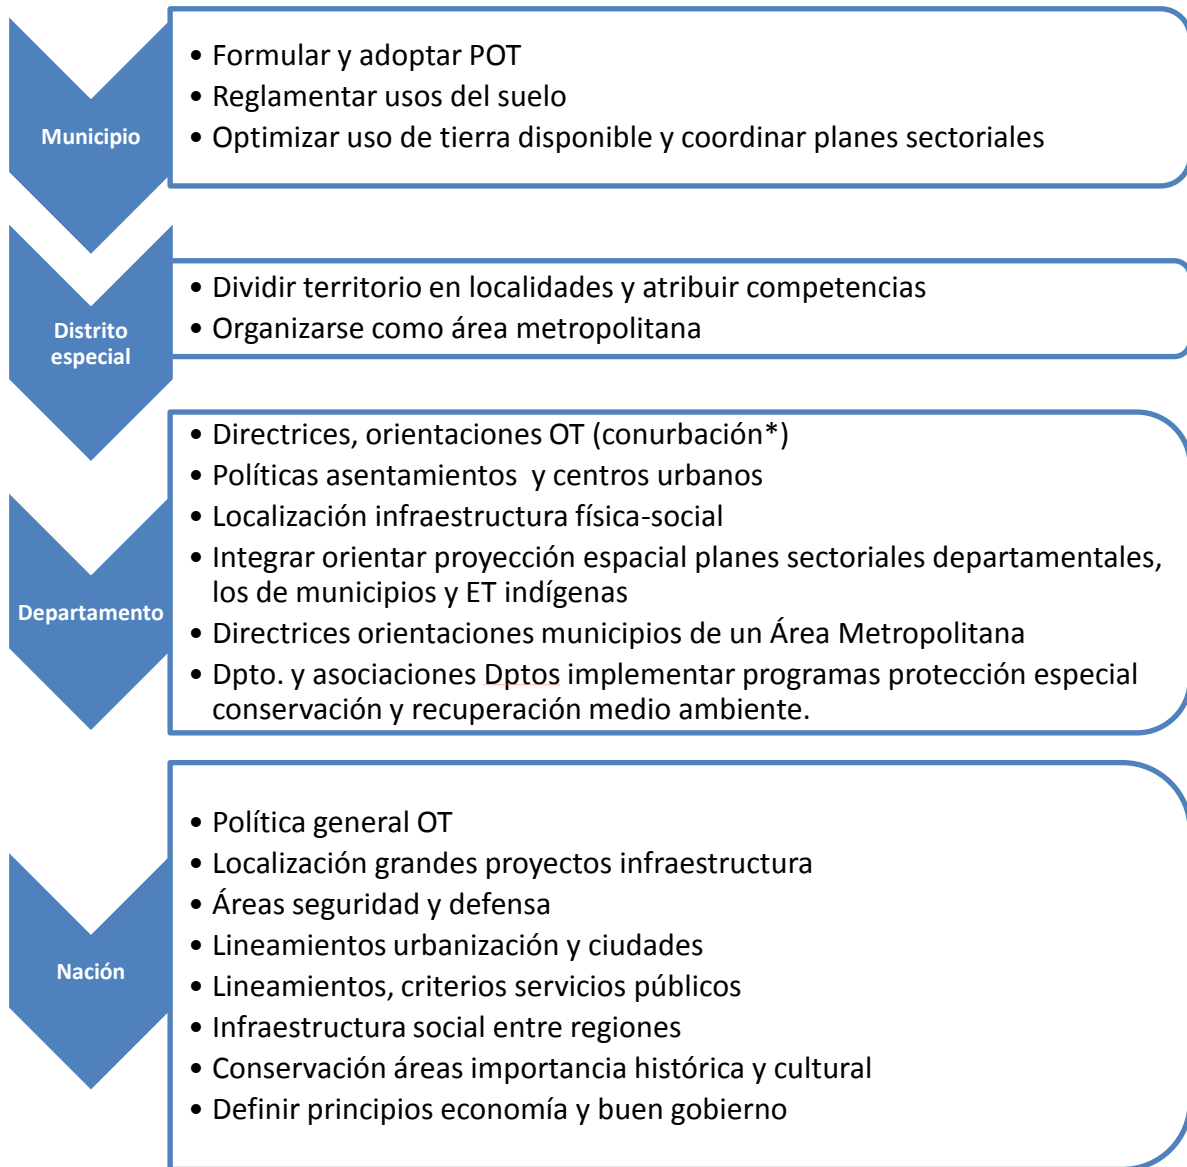 Municipio
• Formular y adoptar POT
• Reglamentar usos del suelo
• Optimizar uso de tierra disponible y coordinar planes sectoriales
Distrito
especial
• Dividir territorio en localidades y atribuir competencias
• Organizarse como área metropolitana
Departamento
• Directrices, orientaciones OT (conurbación*)
• Políticas asentamientos y centros urbanos
• Localización infraestructura física-social
• Integrar orientar proyección espacial planes sectoriales departamentales,
los de municipios y ET indígenas
• Directrices orientaciones municipios de un Área Metropolitana
• Dpto. y asociaciones Dptos implementar programas protección especial
conservación y recuperación medio ambiente.
Nación
• Política general OT
• Localización grandes proyectos infraestructura
• Áreas seguridad y defensa
• Lineamientos urbanización y ciudades
• Lineamientos, criterios servicios públicos
• Infraestructura social entre regiones
• Conservación áreas importancia histórica y cultural
• Definir principios economía y buen gobierno